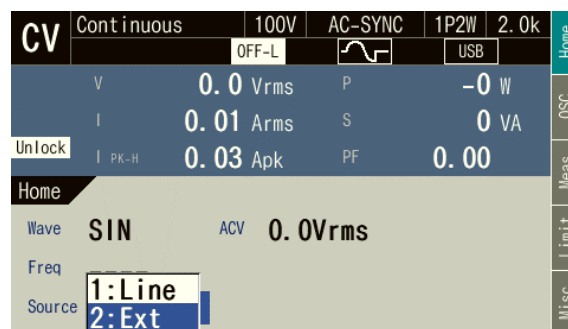 CV Continuous 100V AC-SYNC 1P2W 2.0k
OFF-L USB
V 0.0 Vrms P -0 W
I 0.01 Arms S 0 VA
Unlock
I PK-H 0.03 Apk PF 0.00
Home
Wave SIN ACV 0.0Vrms
Freq ----
Source
1:Line
2:Ext
Home
OSC
Meas
Limit
Misc